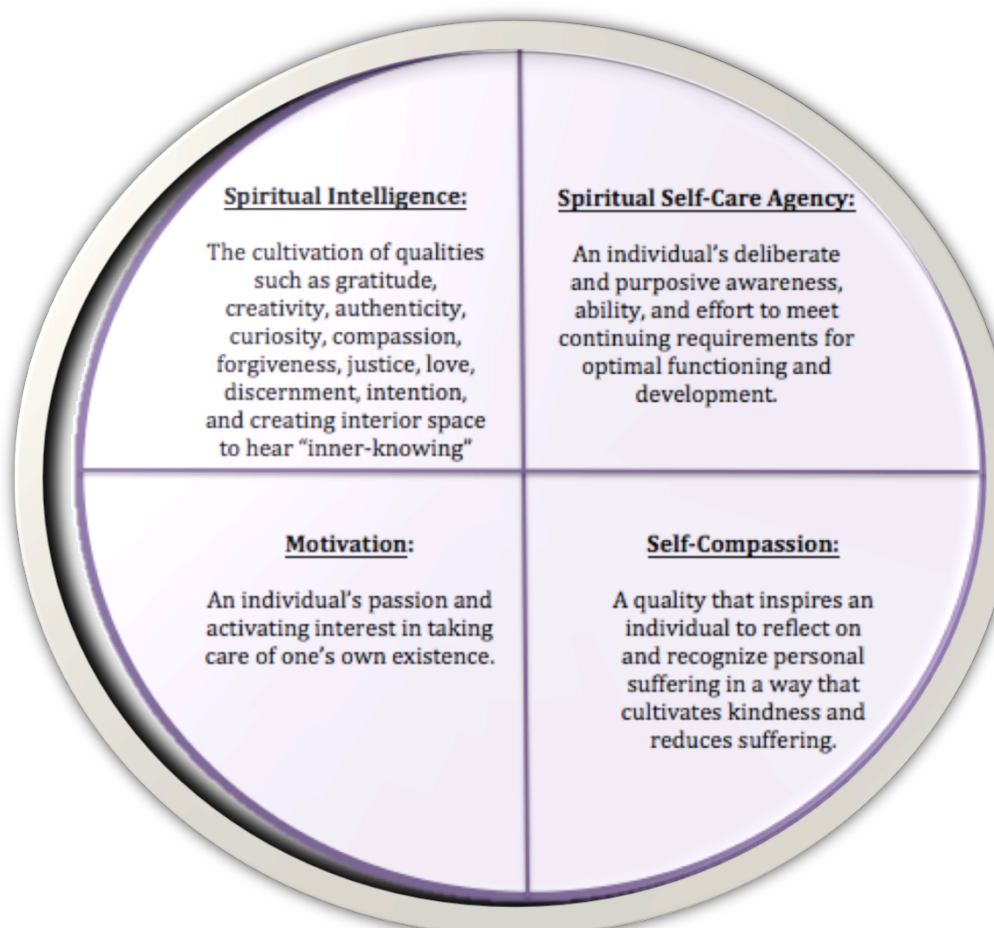 Spiritual Intelligence:
The cultivation of qualities
such as gratitude,
creativity, authenticity,
curiosity, compassion,
forgiveness, justice, love,
discernment, intention,
and creating interior space
to hear “inner-knowing”
Spiritual Self-Care Agency:
An individual’s deliberate
and purposive awareness,
ability, and effort to meet
continuing requirements for
optimal functioning and
development.
Motivation:
An individual’s passion and
activating interest in taking
care of one’s own existence.
Self-Compassion:
A quality that inspires an
individual to reflect on
and recognize personal
suffering in a way that
cultivates kindness and
reduces suffering.